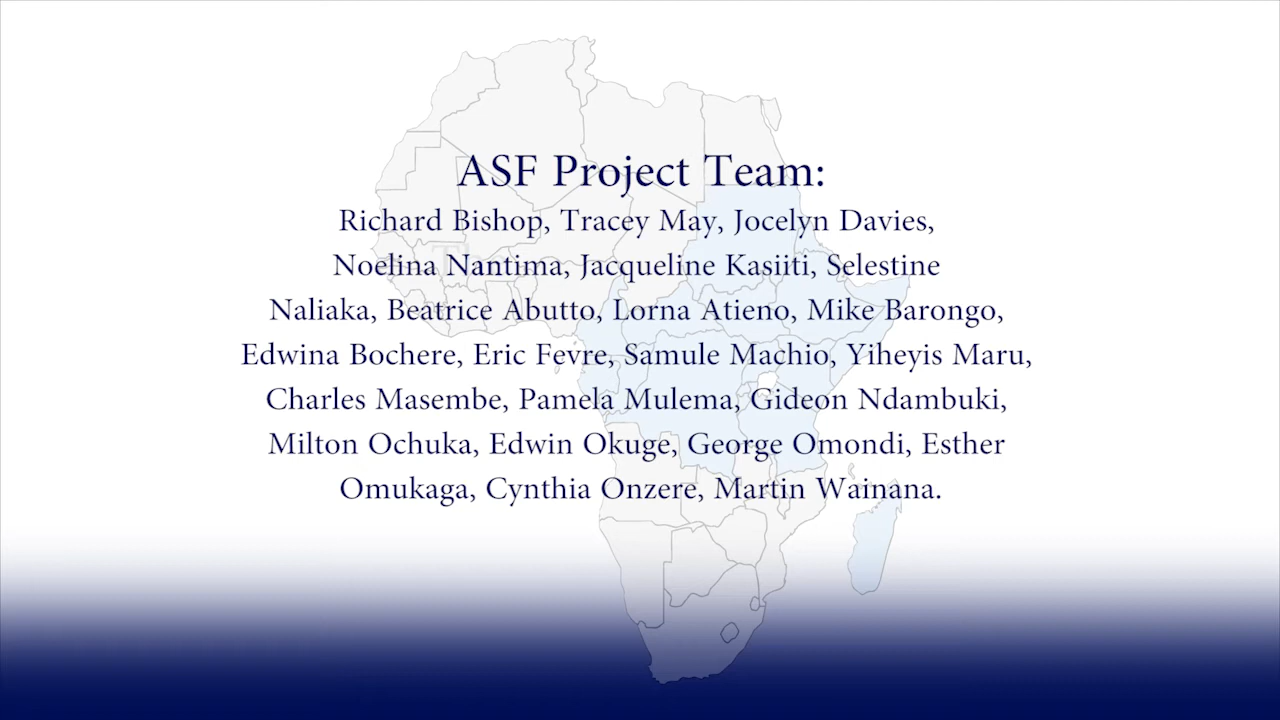 ASF Project Team:
Richard Bishop, Tracey May, Jocelyn Davies,
Noelina Nantima, Jacqueline Kasiiti, Selestine
Naliaka, Beatrice Abutto, Lorna Atieno, Mike Barongo,
Edwina Bochere, Eric Fevre, Samule Machio, Yiheyis Maru,
Charles Masembe, Pamela Mulema, Gideon Ndambuki,
Milton Ochuka, Edwin Okuge, George Omondi, Esther
Omukaga, Cynthia Onzere, Martin Wainana.